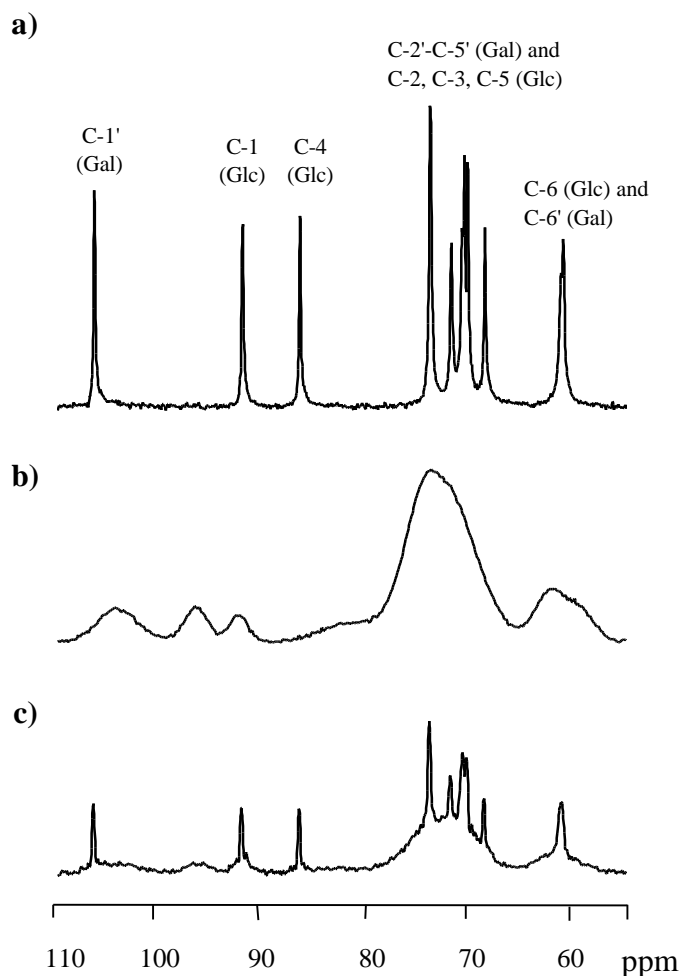 a)
C-2'-C-5' (Gal) and
C-2, C-3, C-5 (Glc)
C-1'
(Gal)
C-1
(Glc)
C-4
(Glc)
C-6 (Glc) and
C-6' (Gal)
b)
c)
110 100 90 80 70 60 ppm